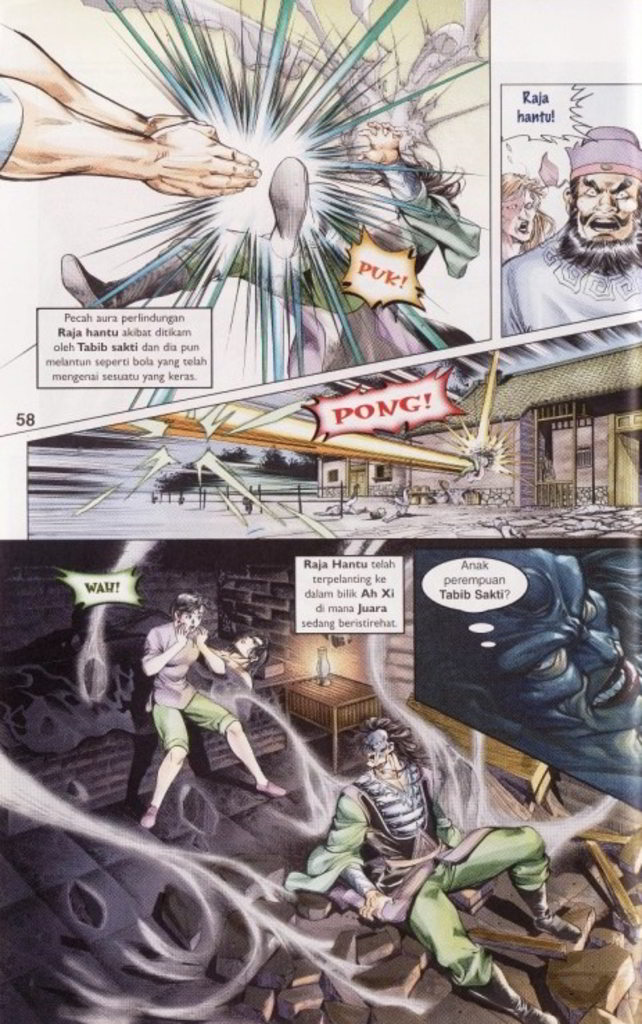 Raja
hantu!
PUK!
Pecah aura perlindungan
Raja hantu akibat ditikam
oleh Tabib sakti dan dia pun
melantun seperti bola yang telah
mengenai sesuatu yang keras.
58
PONG!
WAH!
Raja Hantu telah
terpelanting ke
dalam bilik Ah Xi
di mana Juara
sedang beristirehat.
Anak
perempuan
Tabib Sakti?